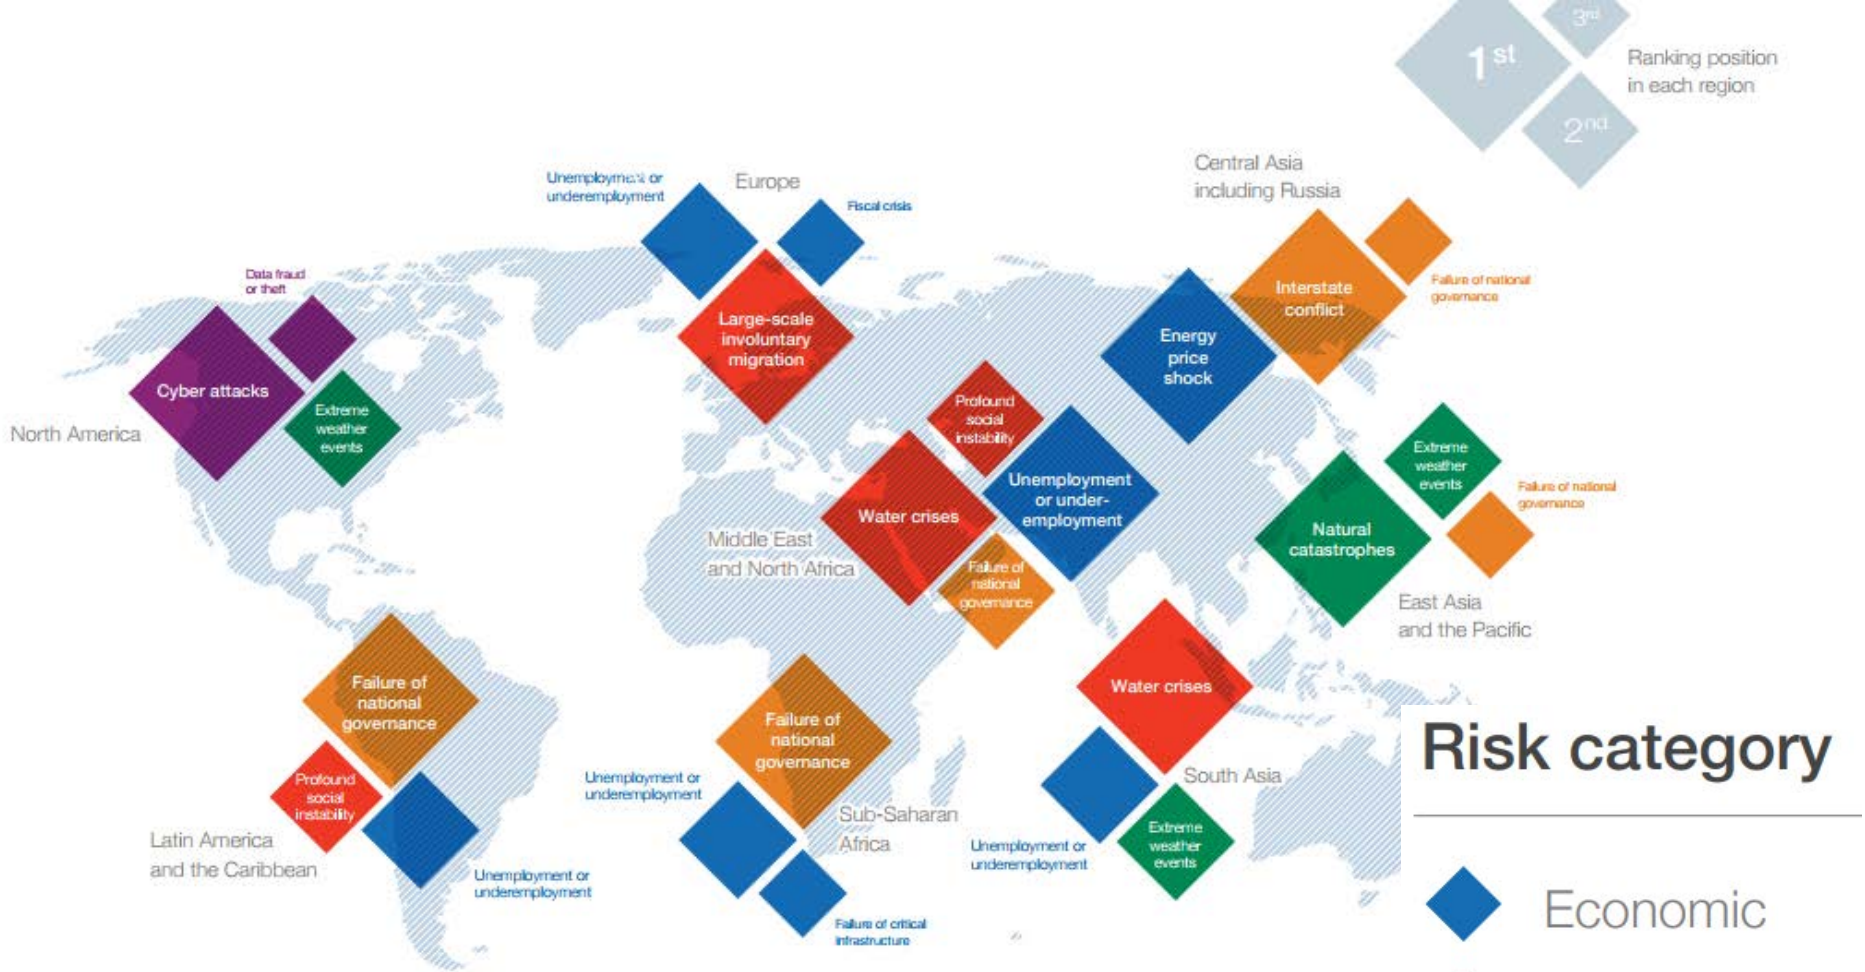 1st
3rd
2nd
Ranking position
in each region
Central Asia
including Russia
Unemployment or
underemployment
Europe
Fiscal crisis
Large-scale
involuntary
migration
Interstate
conflict
Failure of national
governance
Energy
price
shock
Data fraud
or theft
Cyber attacks
Extreme
weather
events
North America
Profound
social
instability
Unemployment
or under-
employment
Water crises
Middle East
and North Africa
Failure of
national
governance
Extreme
weather
events
Failure of national
governance
Natural
catastrophes
East Asia
and the Pacific
Failure of
national
governance
Profound
social
instability
Latin America
and the Caribbean
Unemployment or
underemployment
Failure of
national
governance
Unemployment or
underemployment
Sub-Saharan
Africa
Failure of critical
infrastructure
Water crises
South Asia
Unemployment or
underemployment
Extreme
weather
events
Risk category
Economic